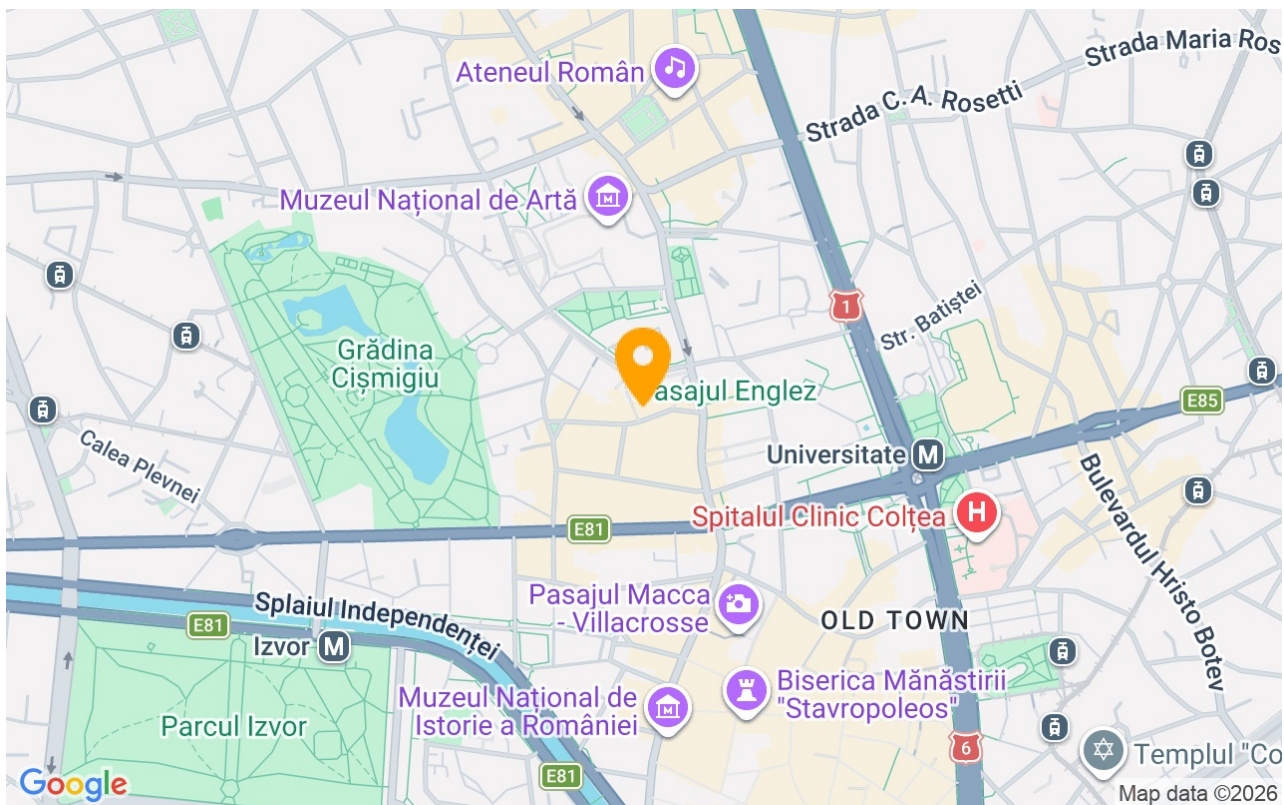 Strada Maria Ros
Ateneul Român
Strada C. A. Rosetti
Muzeul Național de Artă
1
Str. Batiștei
Grădina
Cișmigiu
asajul Englez
E85
Calea Plevnei
Universitate M
Spitalul Clinic Colțea H
E81
Bulevardul Hristo Botev
Splaiul Independenței
Pasajul Macca
- Villacrosse
OLD TOWN
E81
Izvor M
Biserica Mănăstirii
"Stavropoleos"
Muzeul Național de
Istorie a României
Parcul Izvor
6
Templul "Co
E81
Google
Map data ©2026